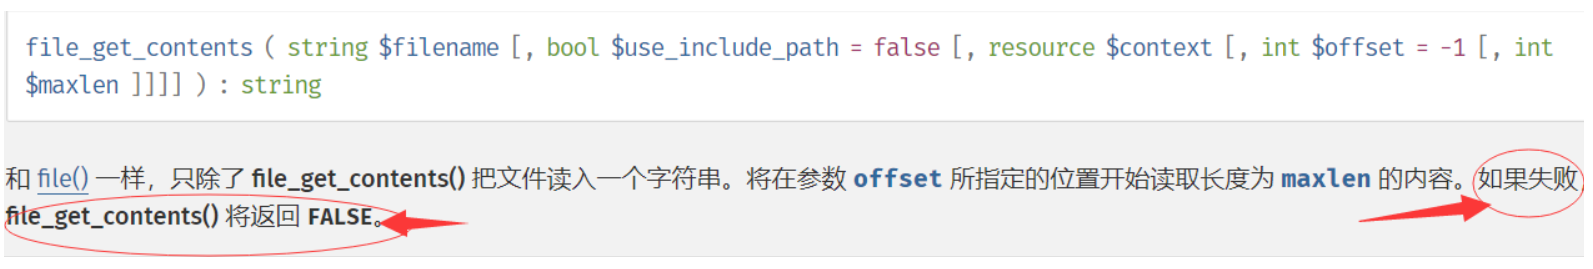 file_get_contents ( string $filename [, bool $use_include_path = false [, resource $context [, int $offset = -1 [, int
$maxlen ]]]] ) : string
和 file() 一样，只除了 file_get_contents() 把文件读入一个字符串。将在参数 offset 所指定的位置开始读取长度为 maxlen 的内容。如果失败，
file_get_contents() 将返回 FALSE。